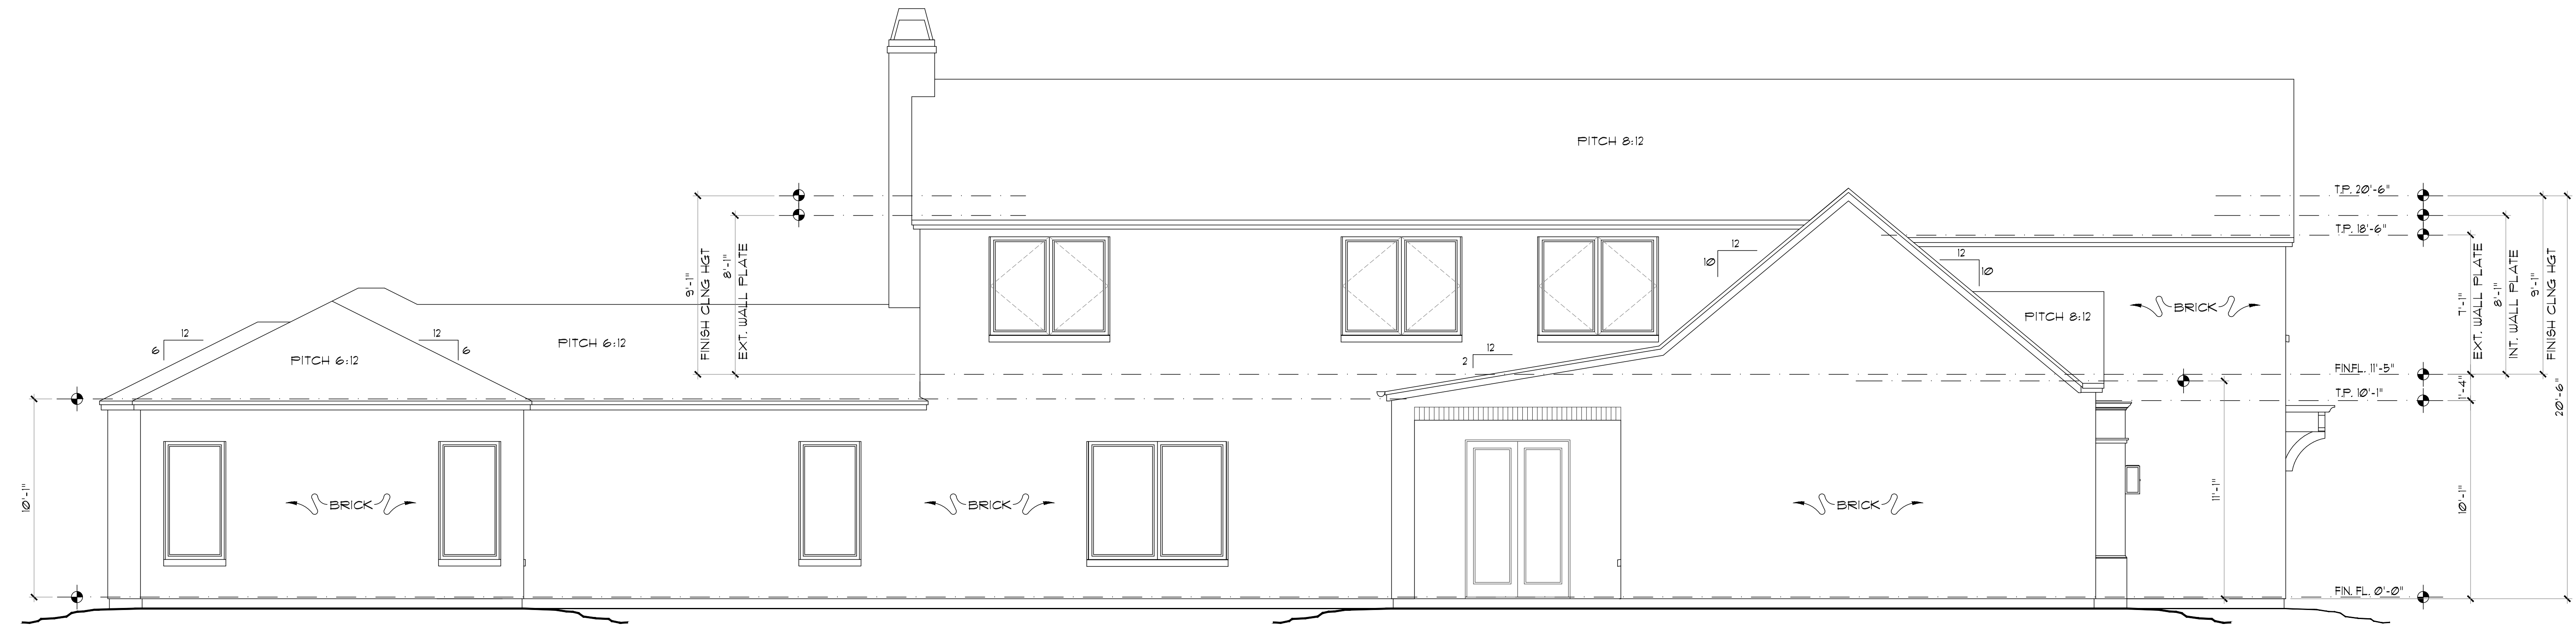 PITCH 8:12
T.P. 20'-6"
T.P. 18'-6"
12
10
12
10
9'-1"
FINISH CLNG HGT
8'-1"
EXT. WALL PLATE
BRICK
7'-1"
EXT. WALL PLATE
8'-1"
INT. WALL PLATE
9'-1"
FINISH CLNG HGT
PITCH 8:12
12
6
12
6
PITCH 6:12
PITCH 6:12
12
2
FIN.FL. 11'-5"
1'-4"
T.P. 10'-1"
20'-6"
10'-1"
BRICK
BRICK
BRICK
11'-1"
10'-1"
FIN. FL. 0'-0"